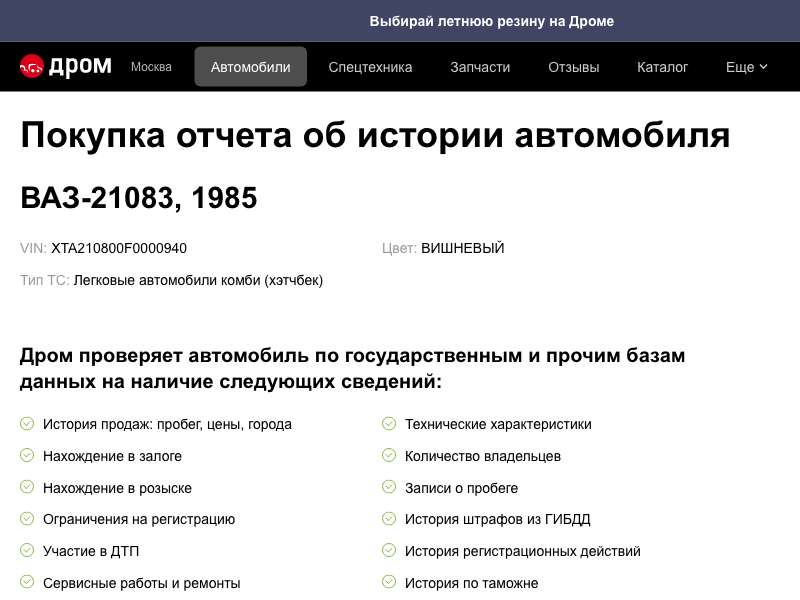 Выбирай летнюю резину на Дроме
дром Москва Автомобили Спецтехника Запчасти Отзывы Каталог Еще
Покупка отчета об истории автомобиля
ВАЗ-21083, 1985
VIN: XTA210800F0000940 Цвет: ВИШНЕВЫЙ
Тип ТС: Легковые автомобили комби (хэтчбек)
Дром проверяет автомобиль по государственным и прочим базам
данных на наличие следующих сведений:
История продаж: пробег, цены, города Технические характеристики
Нахождение в залоге Количество владельцев
Нахождение в розыске Записи о пробеге
Ограничения на регистрацию История штрафов из ГИБДД
Участие в ДТП История регистрационных действий
Сервисные работы и ремонты История по таможне